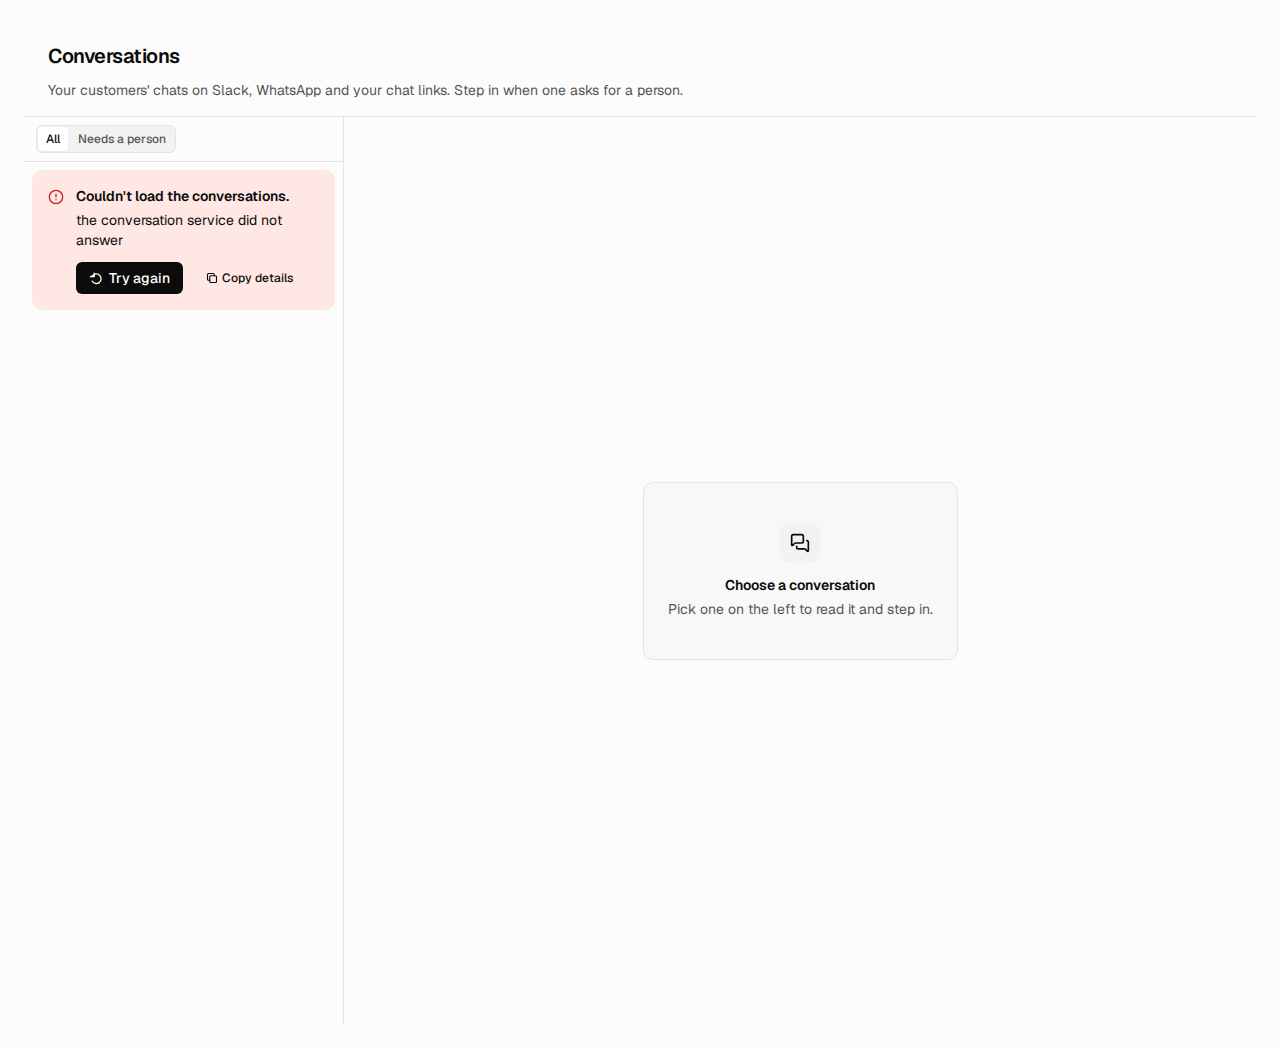 Conversations
Your customers' chats on Slack, WhatsApp and your chat links. Step in when one asks for a person.
All
Needs a person
Couldn't load the conversations.
the conversation service did not
answer
Try again
Copy details
Choose a conversation
Pick one on the left to read it and step in.